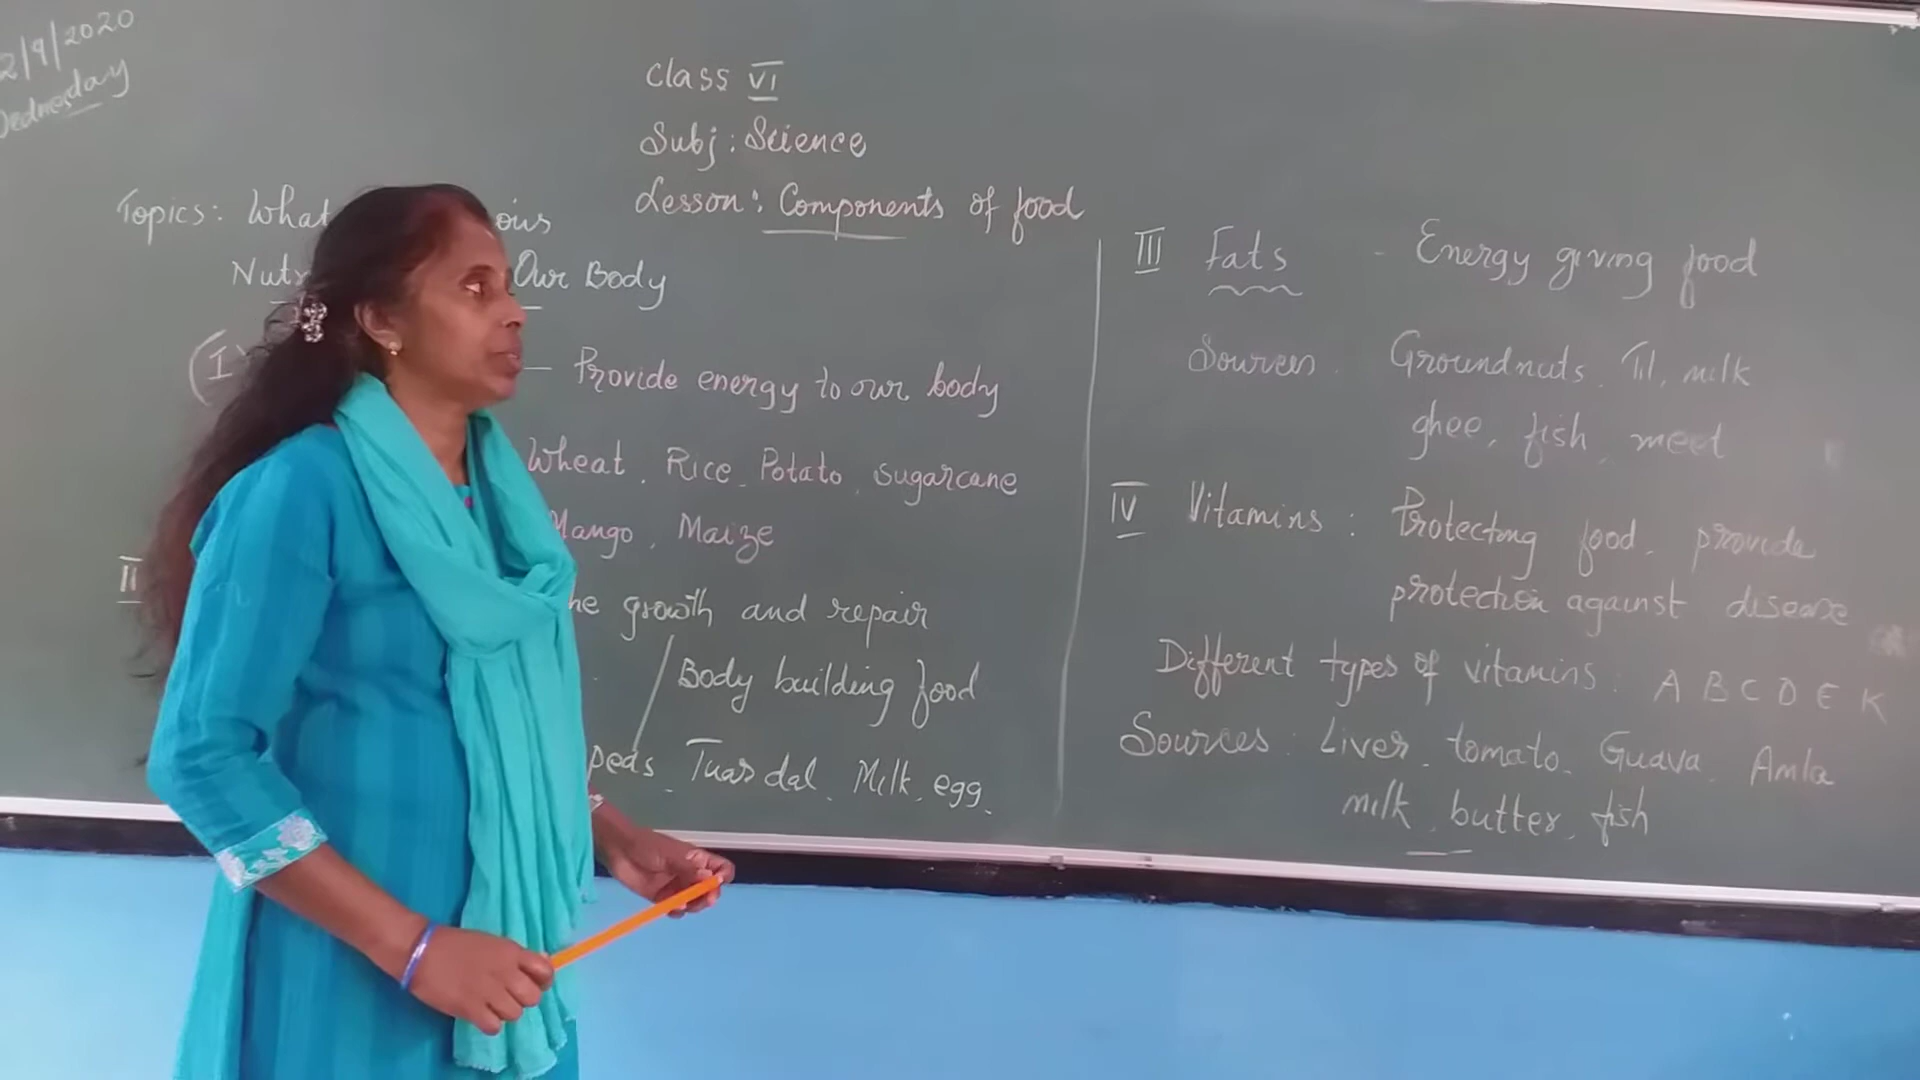 2/9/2020
Wednesday
Class VI
Subj: Science
Lesson: Components of food
Topics: What
Our Body
(I
— Provide energy to our body
Wheat, Rice, Potato, Sugarcane
Mango, Maize
II
growth and repair
Body building food
Peas, Tuar dal, Milk, egg.
III Fats - Energy giving food
Sources. Groundnuts, Til, milk
ghee, fish, meet
IV Vitamins: Protecting food, provide
protection against disease
Different types of vitamins: A B C D E K
Sources: Liver, tomato, Guava, Amla
milk, butter, fish